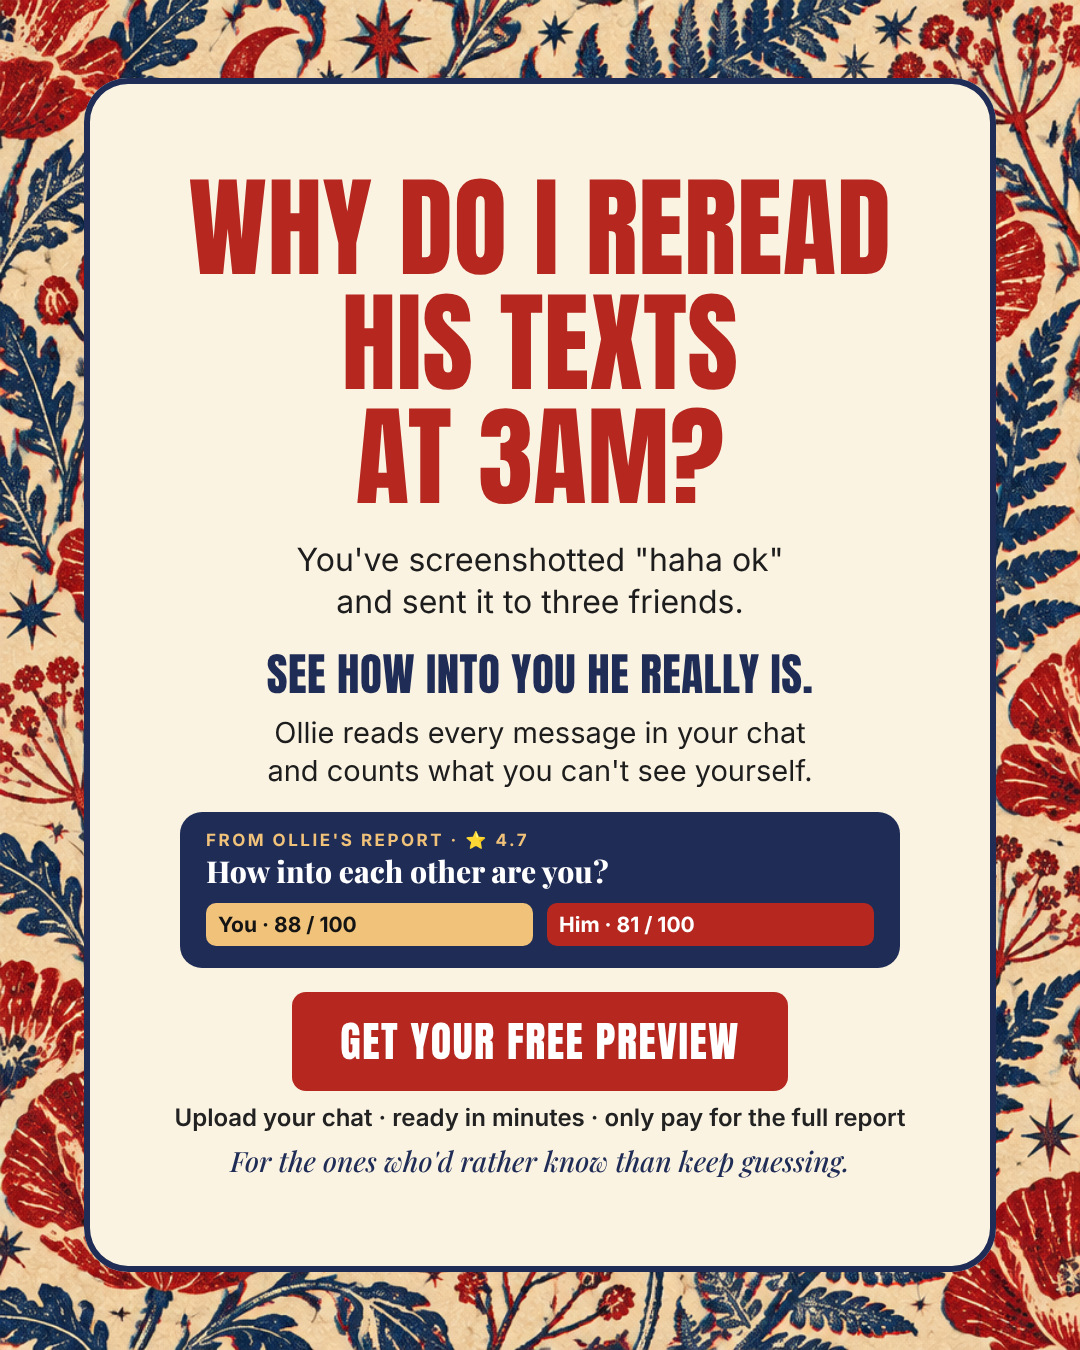 WHY DO I REREAD
HIS TEXTS
AT 3AM?
You've screenshotted "haha ok"
and sent it to three friends.
SEE HOW INTO YOU HE REALLY IS.
Ollie reads every message in your chat
and counts what you can't see yourself.
FROM OLLIE'S REPORT · ⭐ 4.7
How into each other are you?
You · 88 / 100
Him · 81 / 100
GET YOUR FREE PREVIEW
Upload your chat · ready in minutes · only pay for the full report
For the ones who'd rather know than keep guessing.